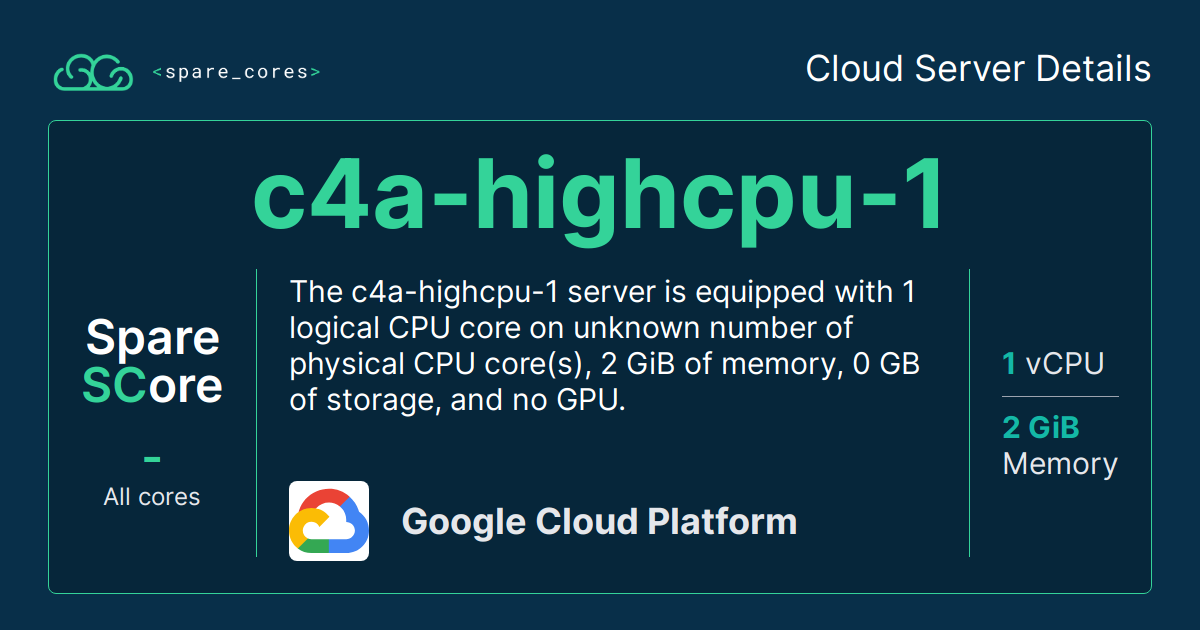 <spare_cores>
Cloud Server Details
c4a-highcpu-1
Spare
SCore
-
All cores
The c4a-highcpu-1 server is equipped with 1
logical CPU core on unknown number of
physical CPU core(s), 2 GiB of memory, 0 GB
of storage, and no GPU.
Google Cloud Platform
1 vCPU
2 GiB
Memory